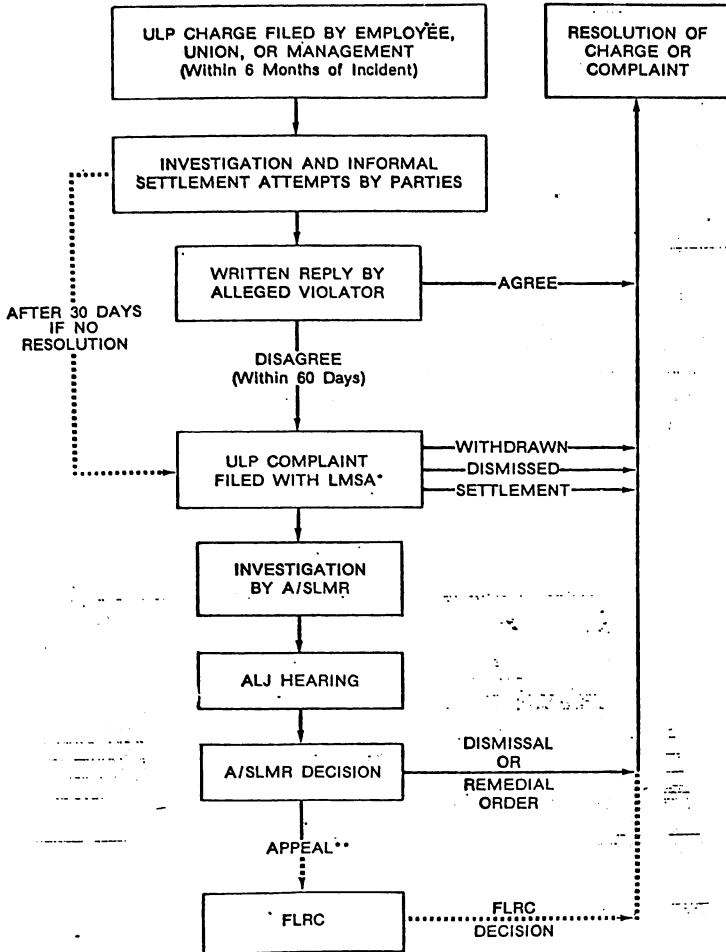 ULP CHARGE FILED BY EMPLOYEE,
UNION, OR MANAGEMENT
(Within 6 Months of Incident)
RESOLUTION OF
CHARGE OR
COMPLAINT
INVESTIGATION AND INFORMAL
SETTLEMENT ATTEMPTS BY PARTIES
WRITTEN REPLY BY
ALLEGED VIOLATOR
AGREE
AFTER 30 DAYS
IF NO
RESOLUTION
DISAGREE
(Within 60 Days)
ULP COMPLAINT
FILED WITH LMSA*
WITHDRAWN
DISMISSED
SETTLEMENT
INVESTIGATION
BY A/SLMR
ALJ HEARING
A/SLMR DECISION
DISMISSAL
OR
REMEDIAL
ORDER
APPEAL**
FLRC
FLRC
DECISION